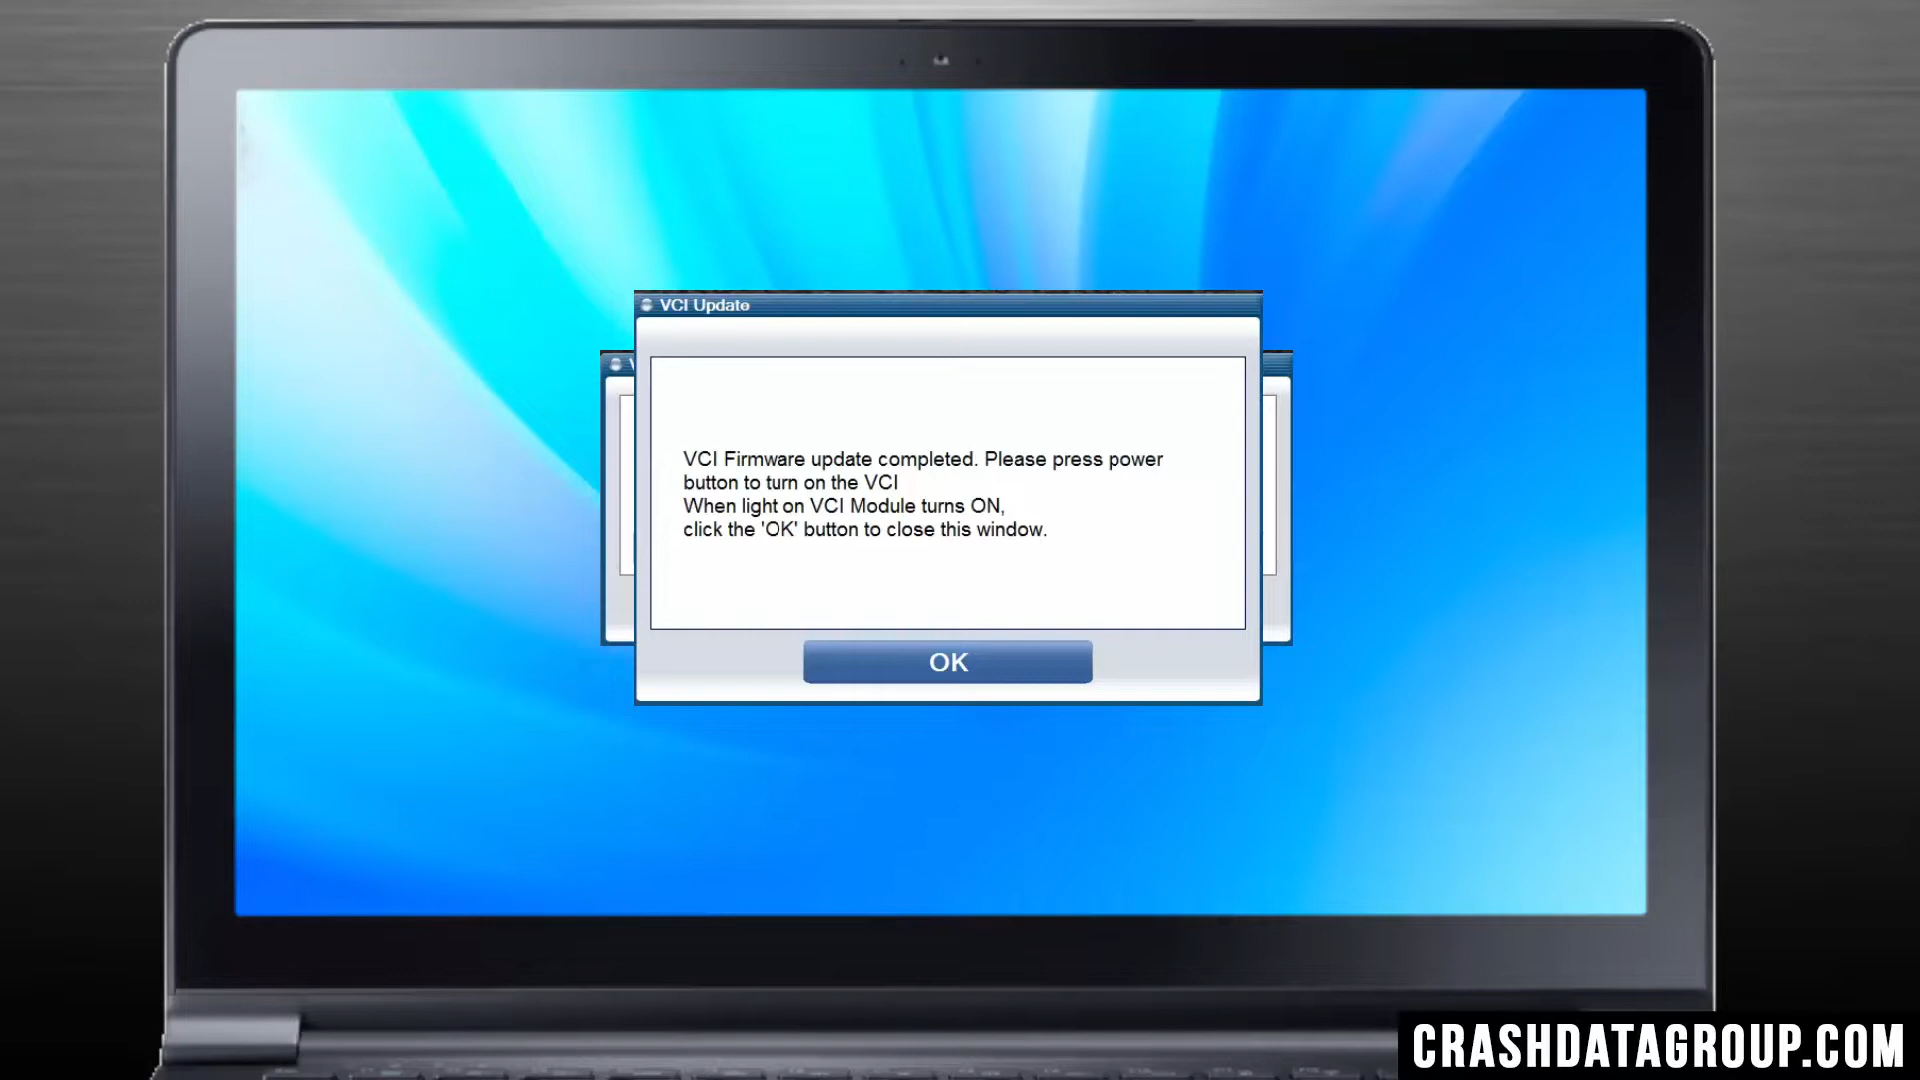 VCI Update
VCI Firmware update completed. Please press power
button to turn on the VCI
When light on VCI Module turns ON,
click the 'OK' button to close this window.
OK
CRASHDATAGROUP.COM